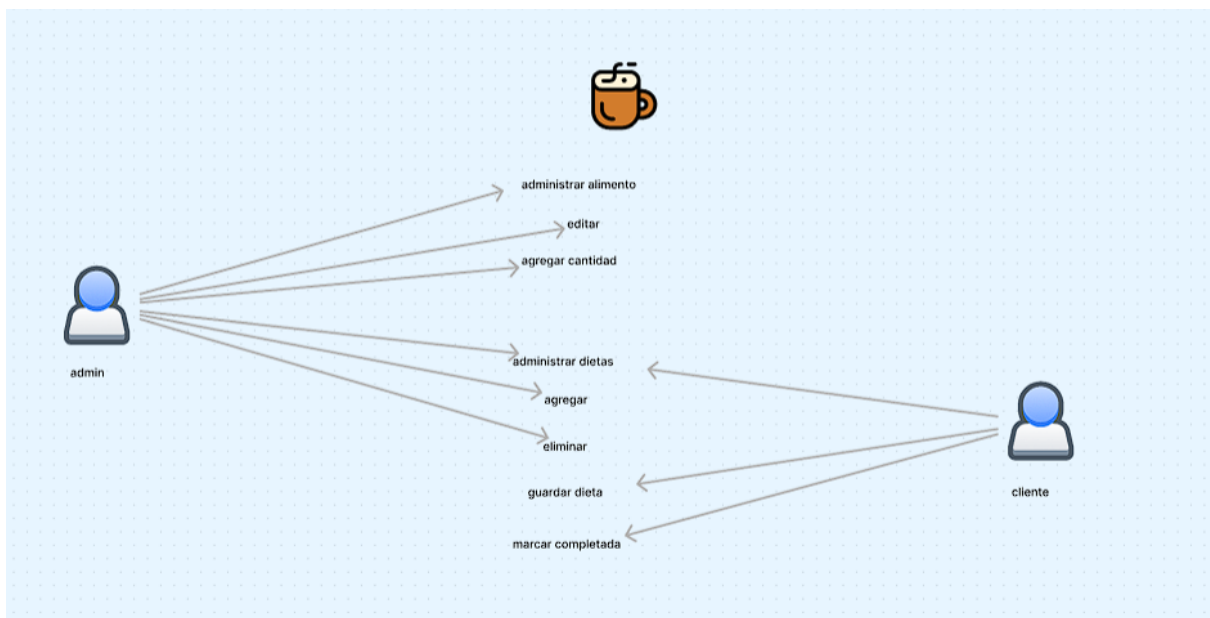 administrar alimento
editar
agregar cantidad
administrar dietas
admin
agregar
eliminar
guardar dieta
cliente
marcar completada